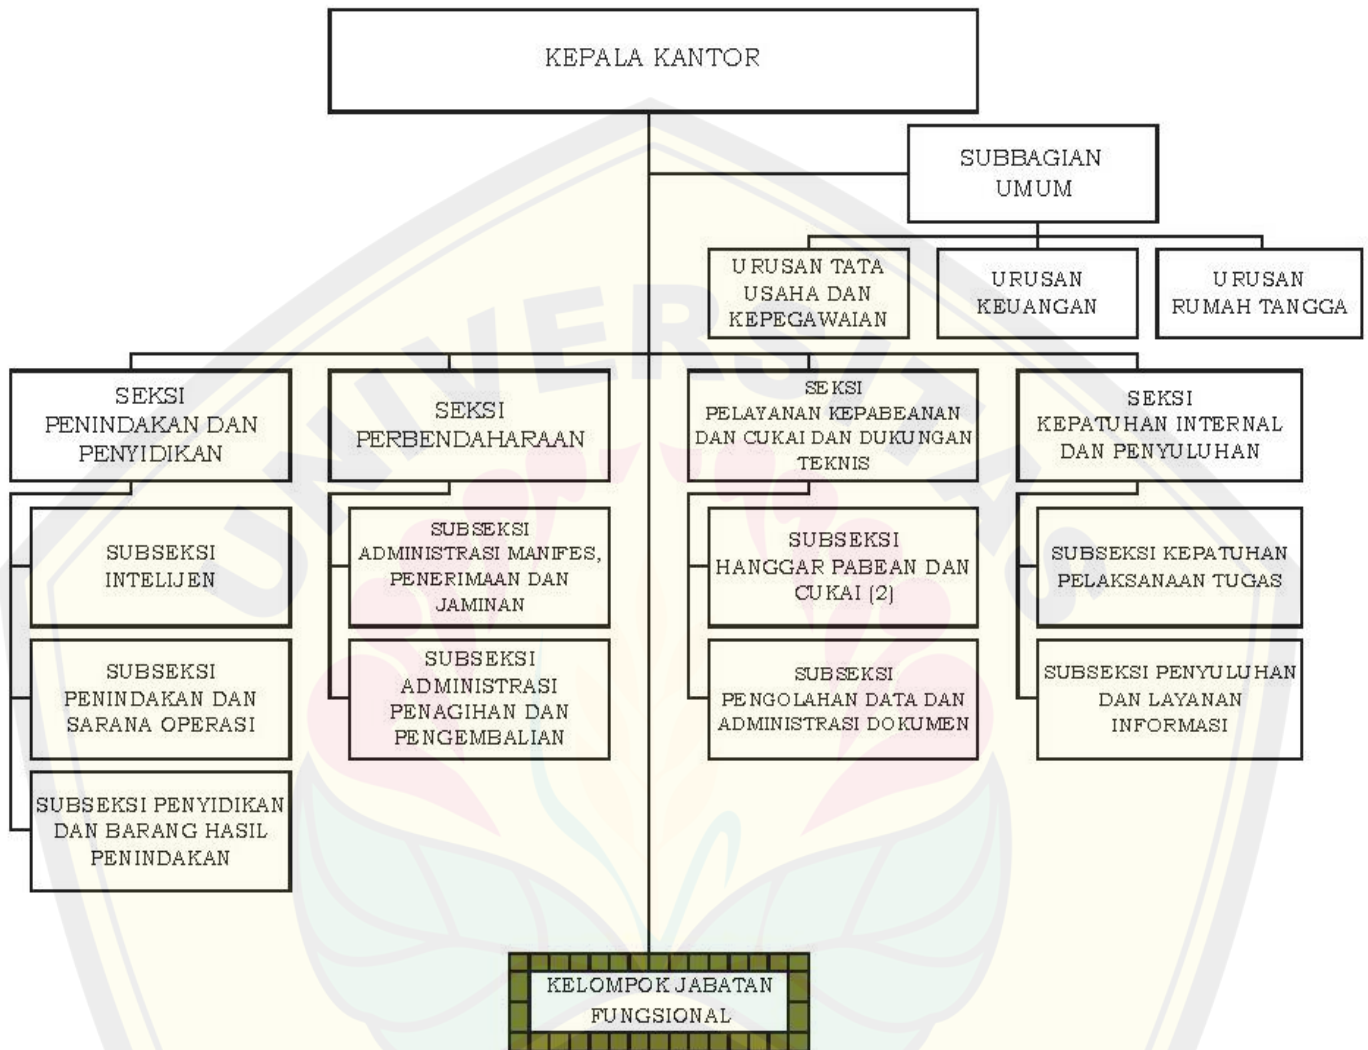 KEPALA KANTOR
SUBBAGIAN
UMUM
URUSAN TATA
USAHA DAN
KEPEGAWAIAN
URUSAN
KEUANGAN
URUSAN
RUMAH TANGGA
SEKSI
PENINDAKAN DAN
PENYIDIKAN
SEKSI
PERBENDAHARAAN
SEKSI
PELAYANAN KEPABEANAN
DAN CUKAI DAN DUKUNGAN
TEKNIS
SEKSI
KEPATUHAN INTERNAL
DAN PENYULUHAN
SUBSEKSI
INTELIJEN
SUBSEKSI
ADMINISTRASI MANIFES,
PENERIMAAN DAN
JAMINAN
SUBSEKSI
HANGGAR PABEAN DAN
CUKAI (2)
SUBSEKSI KEPATUHAN
PELAKSANAAN TUGAS
SUBSEKSI
PENINDAKAN DAN
SARANA OPERASI
SUBSEKSI
ADMINISTRASI
PENAGIHAN DAN
PENGEMBALIAN
SUBSEKSI
PENGOLAHAN DATA DAN
ADMINISTRASI DOKUMEN
SUBSEKSI PENYULUHAN
DAN LAYANAN
INFORMASI
SUBSEKSI PENYIDIKAN
DAN BARANG HASIL
PENINDAKAN
KELOMPOK JABATAN
FUNGSIONAL
UNIVERSITAS